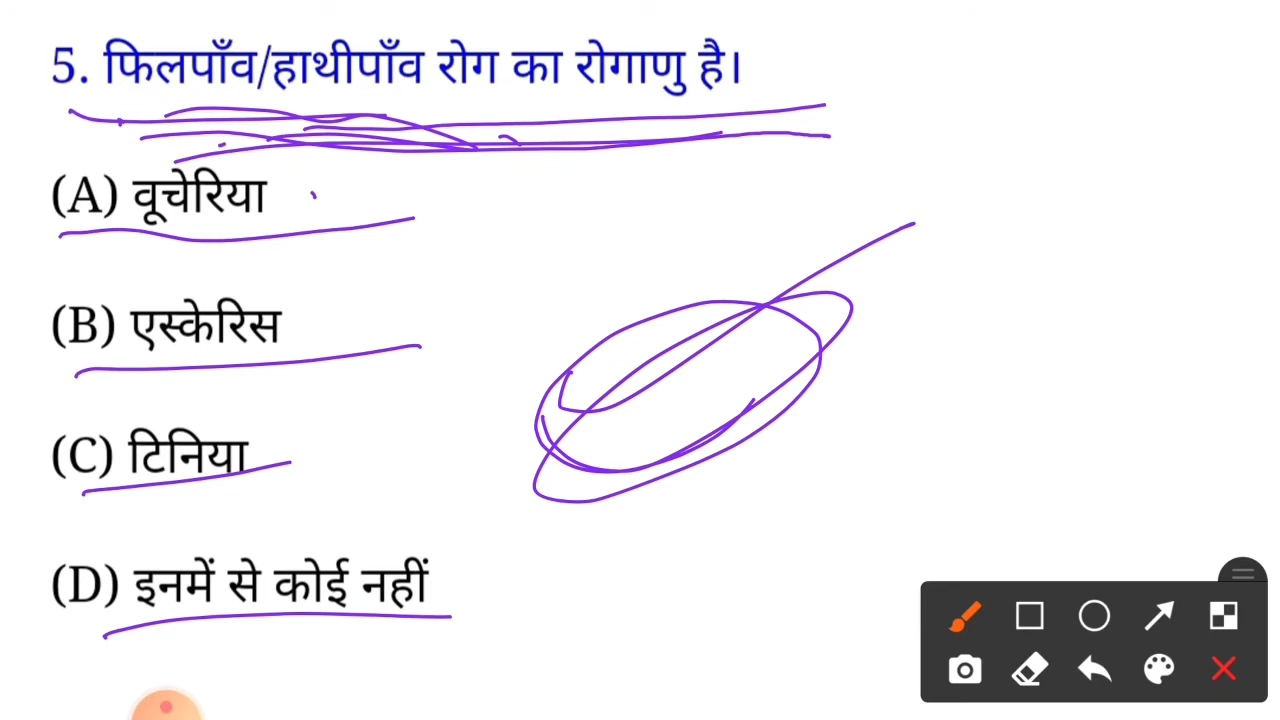 5. फिलपाँव/हाथीपाँव रोग का रोगाणु है।
(A) वूचेरिया
(B) एस्केरिस
(C) टिनिया
(D) इनमें से कोई नहीं